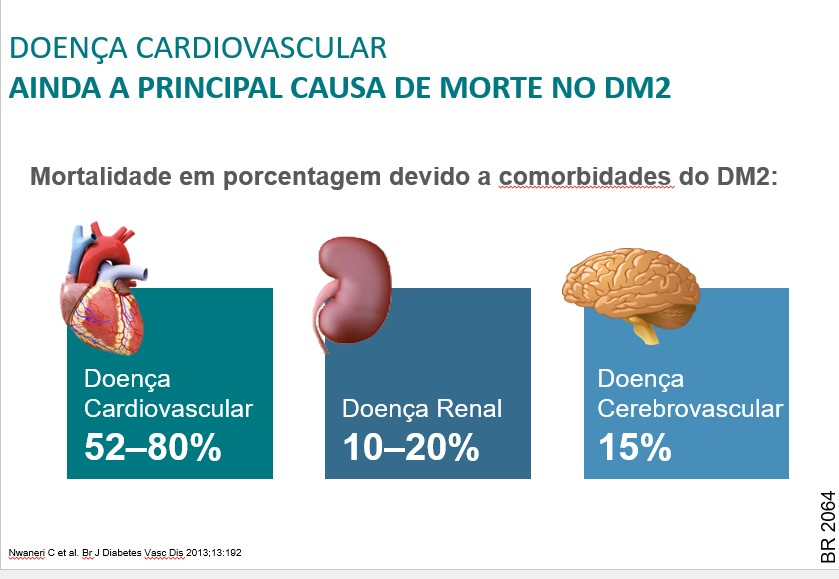 DOENÇA CARDIOVASCULAR
AINDA A PRINCIPAL CAUSA DE MORTE NO DM2
Mortalidade em porcentagem devido a comorbidades do DM2:
Doença
Cardiovascular
52–80%
Doença Renal
10–20%
Doença
Cerebrovascular
15%
Nwaneri C et al. Br J Diabetes Vasc Dis 2013;13:192
BR 2064